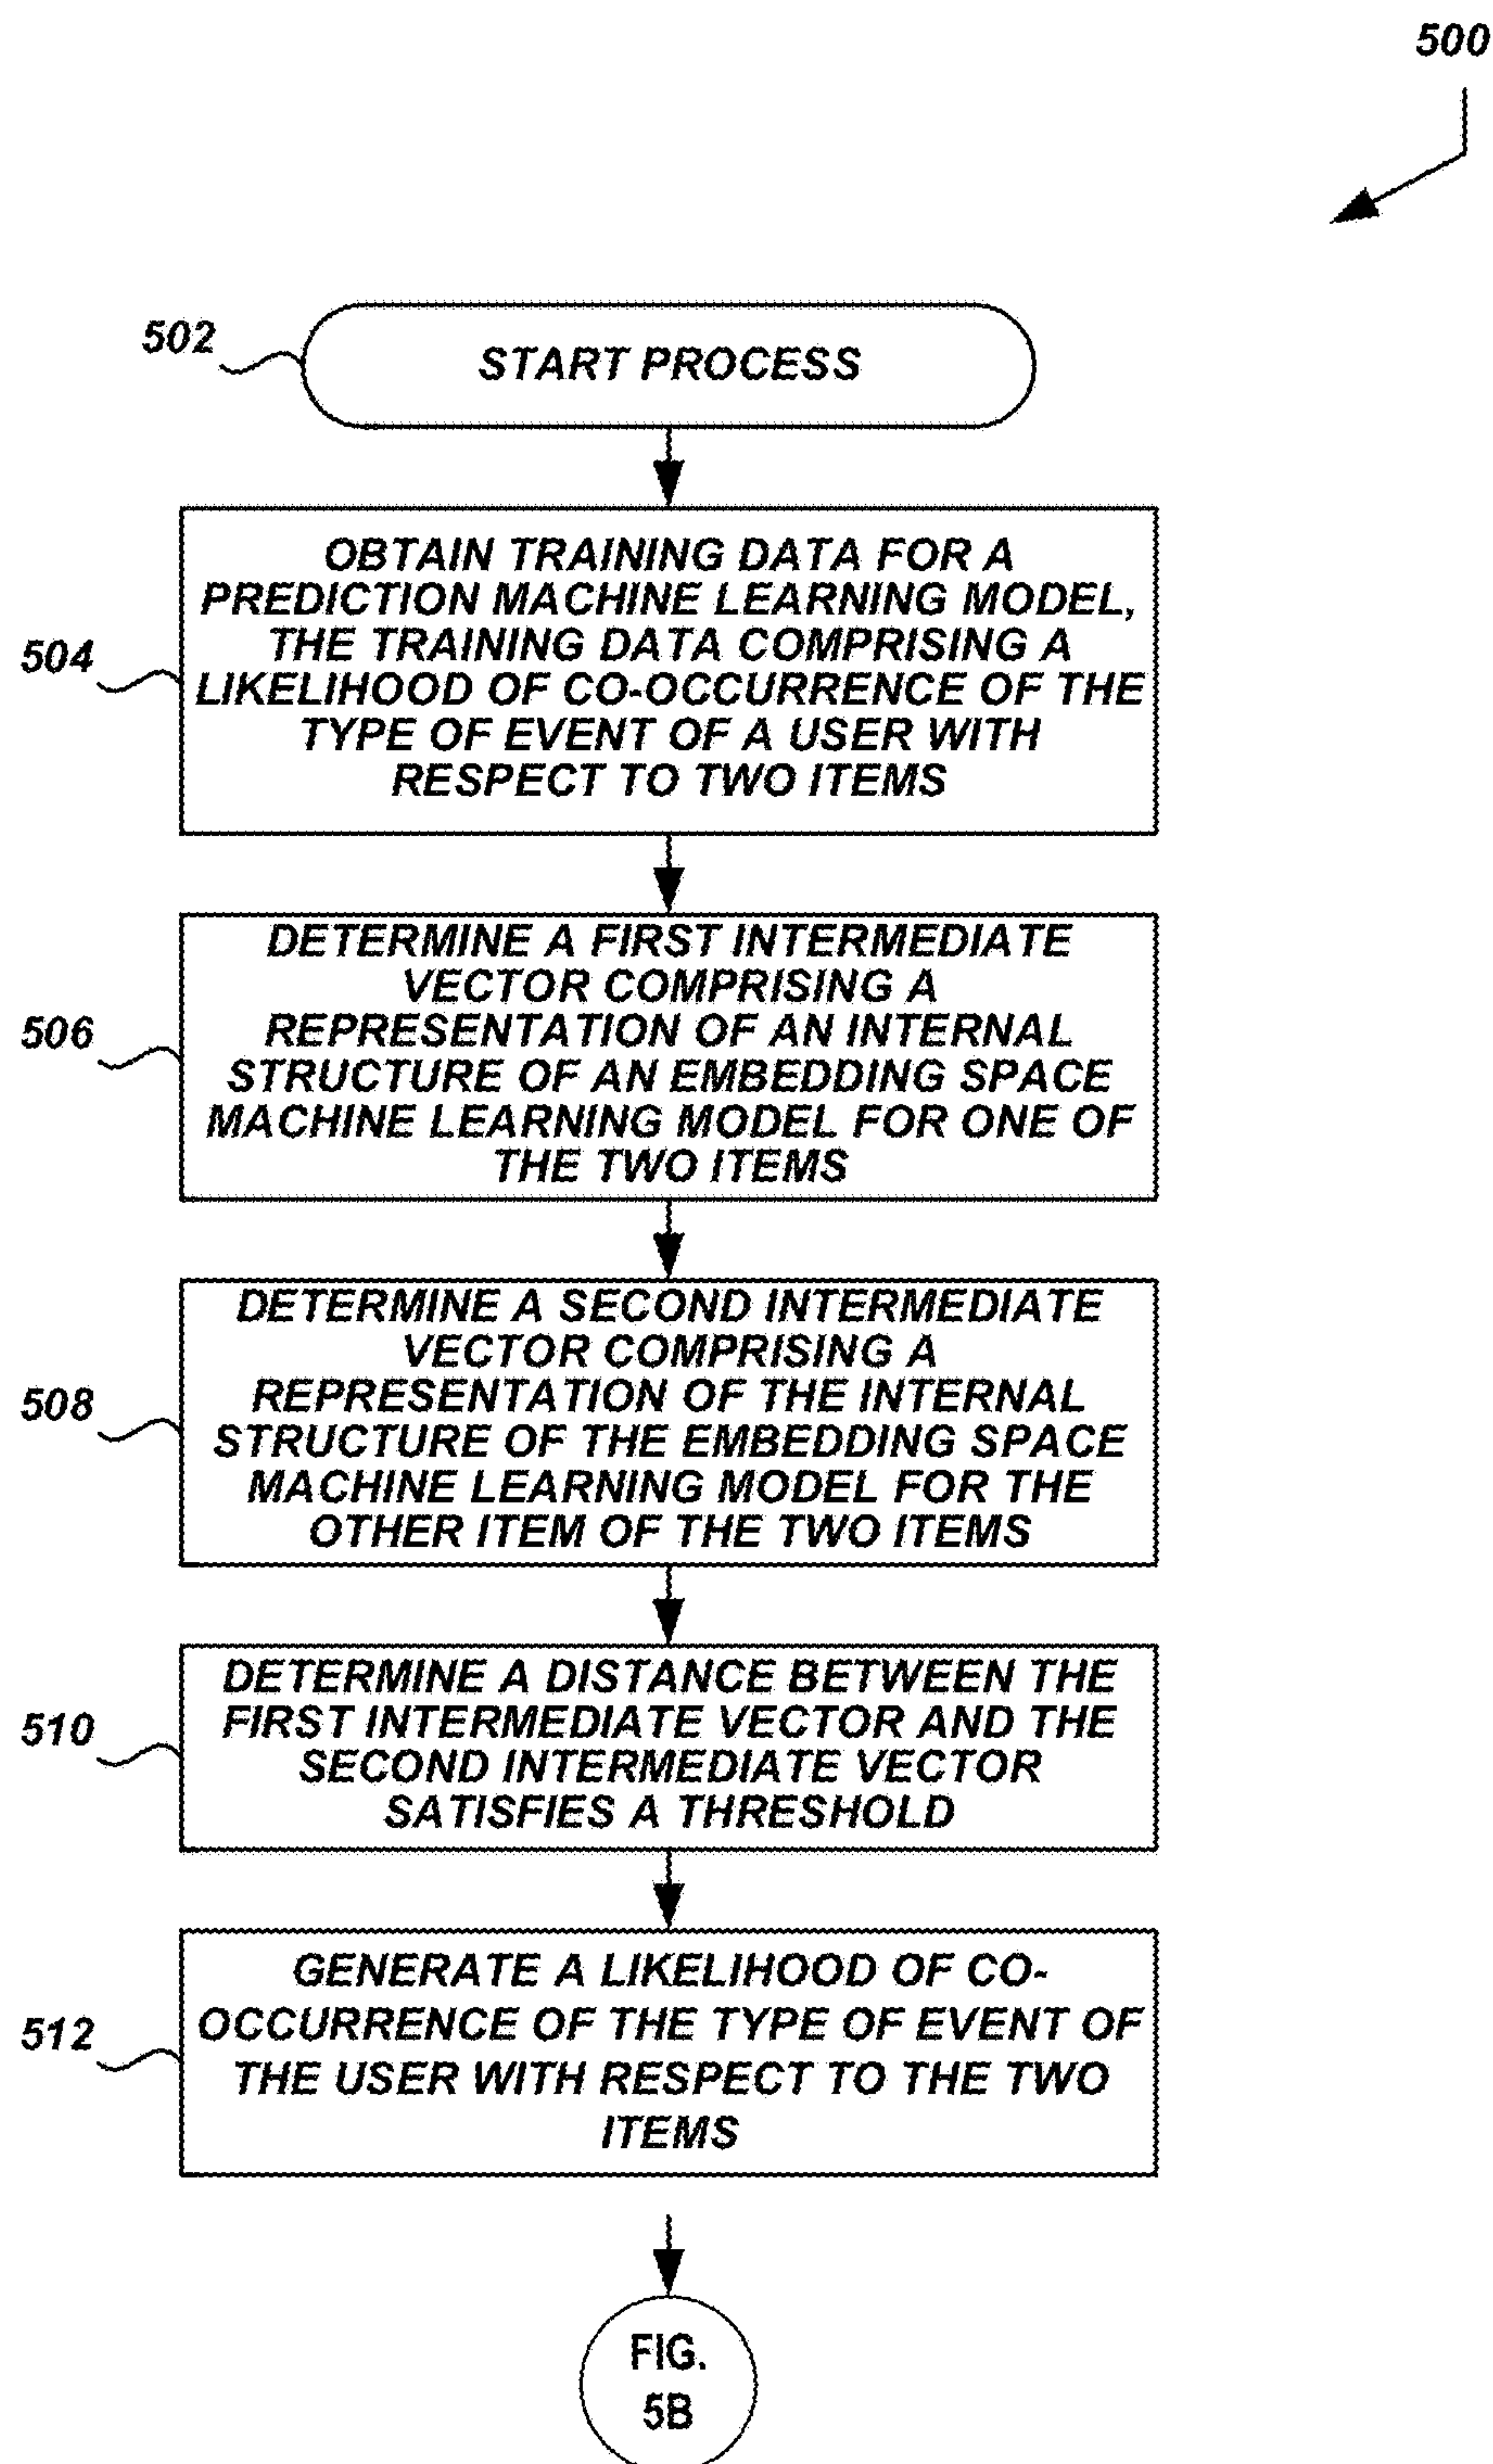 500
502
START PROCESS
504
OBTAIN TRAINING DATA FOR A
PREDICTION MACHINE LEARNING MODEL,
THE TRAINING DATA COMPRISING A
LIKELIHOOD OF CO-OCCURRENCE OF THE
TYPE OF EVENT OF A USER WITH
RESPECT TO TWO ITEMS
506
DETERMINE A FIRST INTERMEDIATE
VECTOR COMPRISING A
REPRESENTATION OF AN INTERNAL
STRUCTURE OF AN EMBEDDING SPACE
MACHINE LEARNING MODEL FOR ONE OF
THE TWO ITEMS
508
DETERMINE A SECOND INTERMEDIATE
VECTOR COMPRISING A
REPRESENTATION OF THE INTERNAL
STRUCTURE OF THE EMBEDDING SPACE
MACHINE LEARNING MODEL FOR THE
OTHER ITEM OF THE TWO ITEMS
510
DETERMINE A DISTANCE BETWEEN THE
FIRST INTERMEDIATE VECTOR AND THE
SECOND INTERMEDIATE VECTOR
SATISFIES A THRESHOLD
512
GENERATE A LIKELIHOOD OF CO-
OCCURRENCE OF THE TYPE OF EVENT OF
THE USER WITH RESPECT TO THE TWO
ITEMS
FIG.
5B